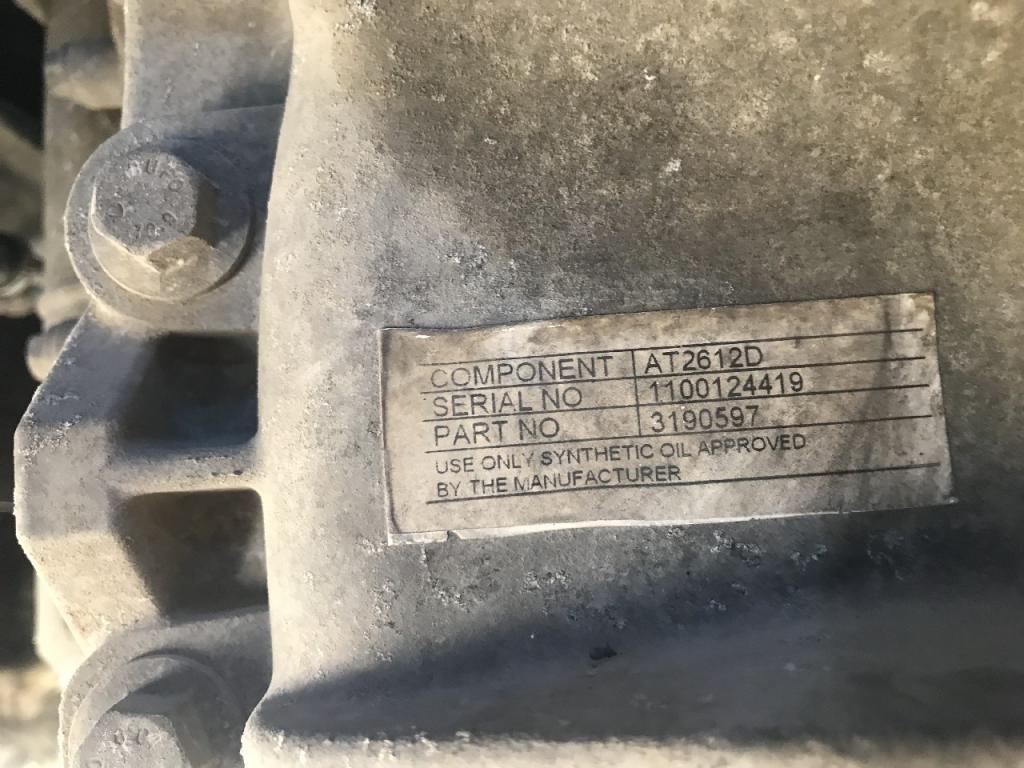 COMPONENT AT2612D
SERIAL NO 1100124419
PART NO 3190597
USE ONLY SYNTHETIC OIL APPROVED
BY THE MANUFACTURER